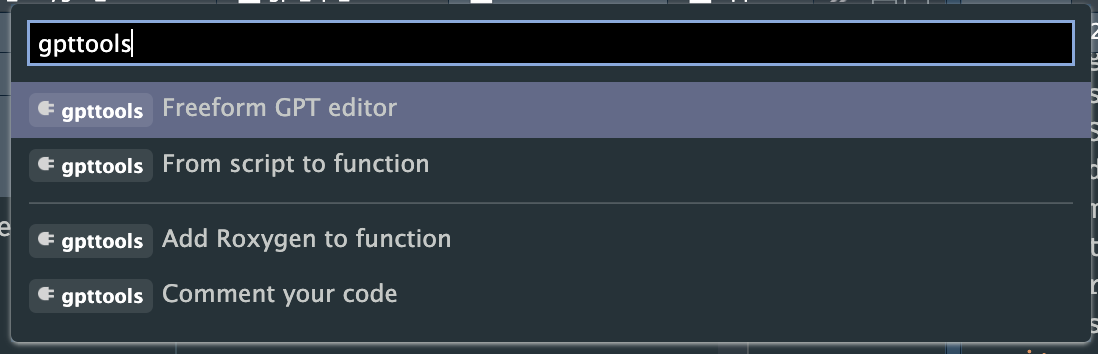 gpttools
gpttools Freeform GPT editor
gpttools From script to function
gpttools Add Roxygen to function
gpttools Comment your code